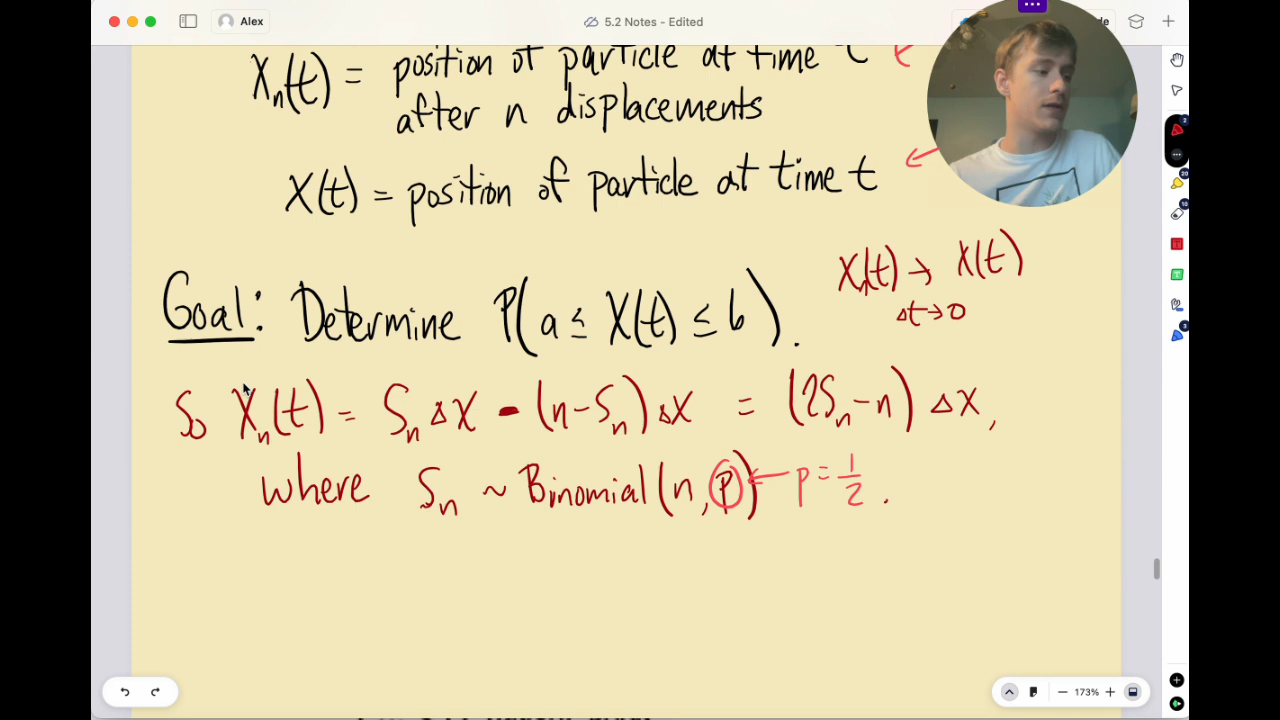 Alex
5.2 Notes - Edited
Xn(t) = position of particle at time t
after n displacements
X(t) = position of particle at time t
Xn(t) → X(t)
Δt→0
Goal: Determine P(a ≤ X(t) ≤ b).
So Xn(t) = Sn Δx - (n-Sn) Δx = (2Sn-n) Δx,
where Sn ~ Binomial(n, p) ← p = 1/2 .
173%